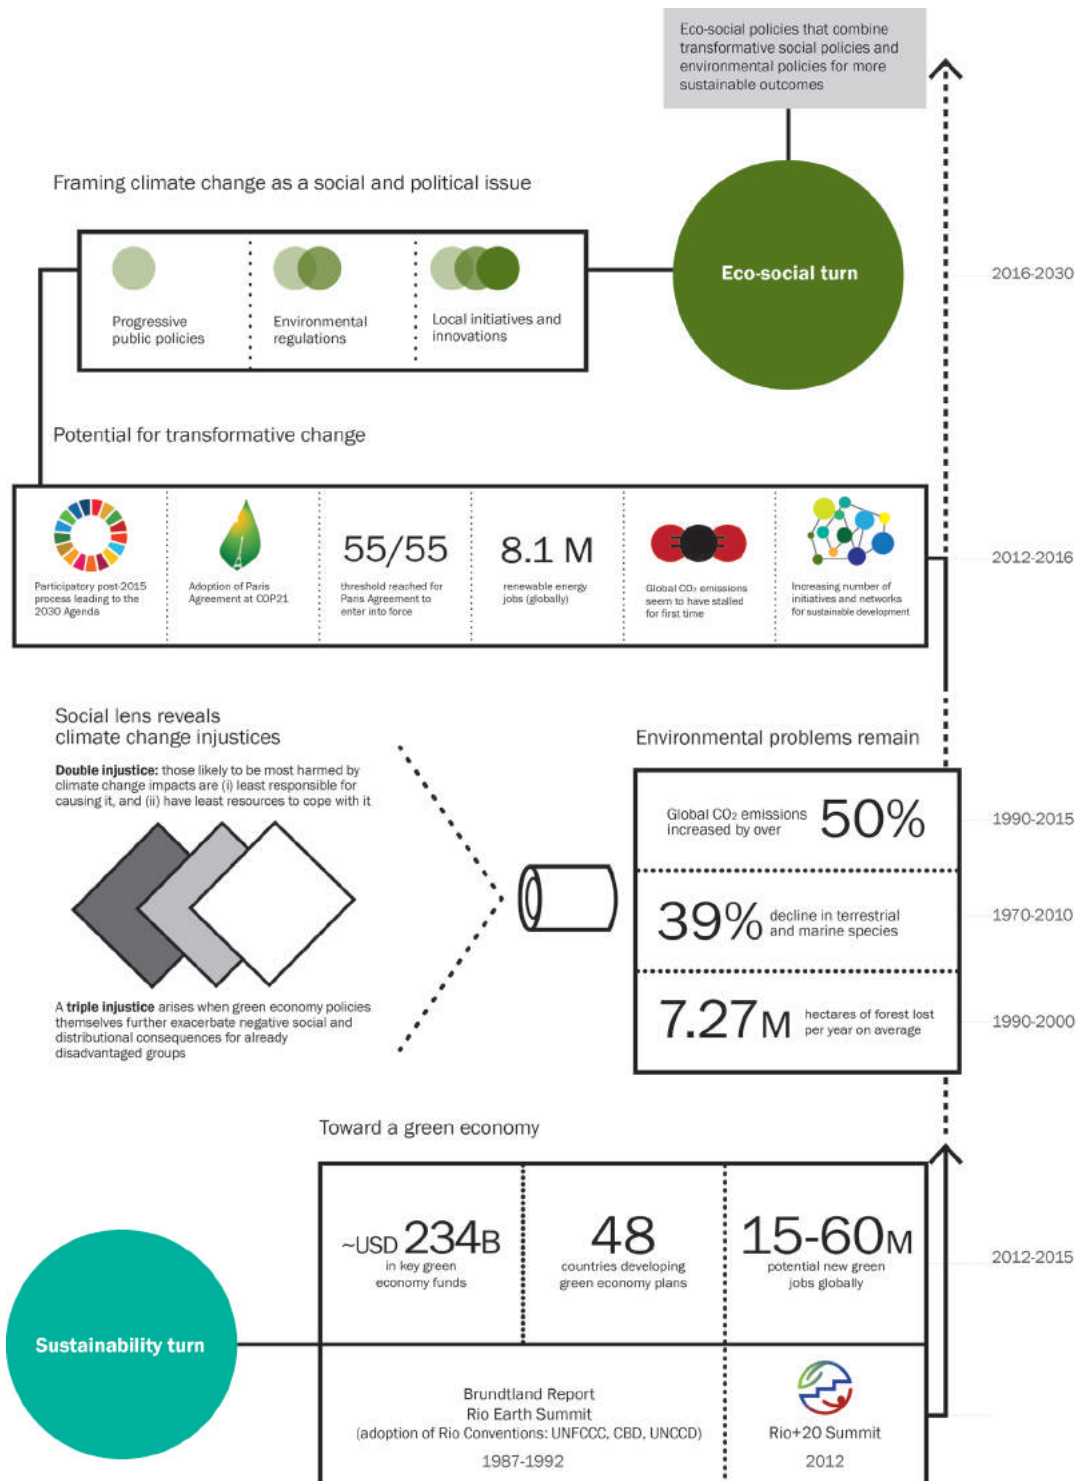 Eco-social policies that combine
transformative social policies and
environmental policies for more
sustainable outcomes
Framing climate change as a social and political issue
Progressive
public policies
Environmental
regulations
Local initiatives and
innovations
Eco-social turn
2016-2030
Potential for transformative change
Participatory post-2015
process leading to the
2030 Agenda
Adoption of Paris
Agreement at COP21
55/55
threshold reached for
Paris Agreement to
enter into force
8.1 M
renewable energy
jobs (globally)
Global CO₂ emissions
seem to have stalled
for first time
Increasing number of
initiatives and networks
for sustainable development
2012-2016
Social lens reveals
climate change injustices
Double injustice: those likely to be most harmed by
climate change impacts are (i) least responsible for
causing it, and (ii) have least resources to cope with it
A triple injustice arises when green economy policies
themselves further exacerbate negative social and
distributional consequences for already
disadvantaged groups
Environmental problems remain
Global CO₂ emissions
increased by over
50%
1990-2015
39%
decline in terrestrial
and marine species
1970-2010
7.27M
hectares of forest lost
per year on average
1990-2000
Toward a green economy
~USD 234B
in key green
economy funds
48
countries developing
green economy plans
15-60M
potential new green
jobs globally
2012-2015
Sustainability turn
Brundtland Report
Rio Earth Summit
(adoption of Rio Conventions: UNFCCC, CBD, UNCCD)
1987-1992
Rio+20 Summit
2012